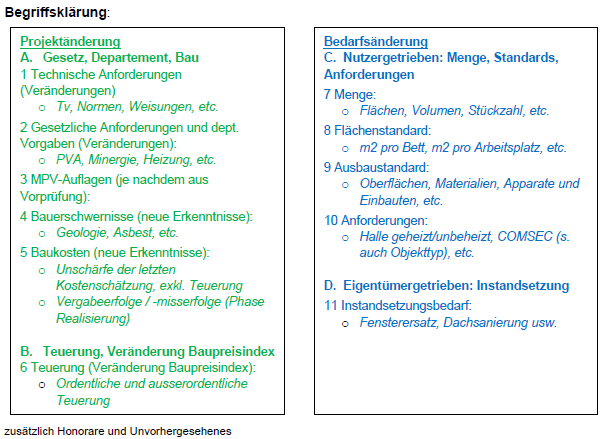 Begriffsklärung:
Projektänderung
A. Gesetz, Departement, Bau
1 Technische Anforderungen
(Veränderungen)
o Tv, Normen, Weisungen, etc.
2 Gesetzliche Anforderungen und dept.
Vorgaben (Veränderungen):
o PVA, Minergie, Heizung, etc.
3 MPV-Auflagen (je nachdem aus
Vorprüfung):
4 Bauerschwernisse (neue Erkenntnisse):
o Geologie, Asbest, etc.
5 Baukosten (neue Erkenntnisse):
o Unschärfe der letzten
Kostenschätzung, exkl. Teuerung
o Vergabeerfolge / -misserfolge (Phase
Realisierung)
B. Teuerung, Veränderung Baupreisindex
6 Teuerung (Veränderung Baupreisindex):
o Ordentliche und ausserordentliche
Teuerung
Bedarfsänderung
C. Nutzergetrieben: Menge, Standards,
Anforderungen
7 Menge:
o Flächen, Volumen, Stückzahl, etc.
8 Flächenstandard:
o m2 pro Bett, m2 pro Arbeitsplatz, etc.
9 Ausbaustandard:
o Oberflächen, Materialien, Apparate und
Einbauten, etc.
10 Anforderungen:
o Halle geheizt/unbeheizt, COMSEC (s.
auch Objekttyp), etc.
D. Eigentümergetrieben: Instandsetzung
11 Instandsetzungsbedarf:
o Fensterersatz, Dachsanierung usw.
zusätzlich Honorare und Unvorhergesehenes